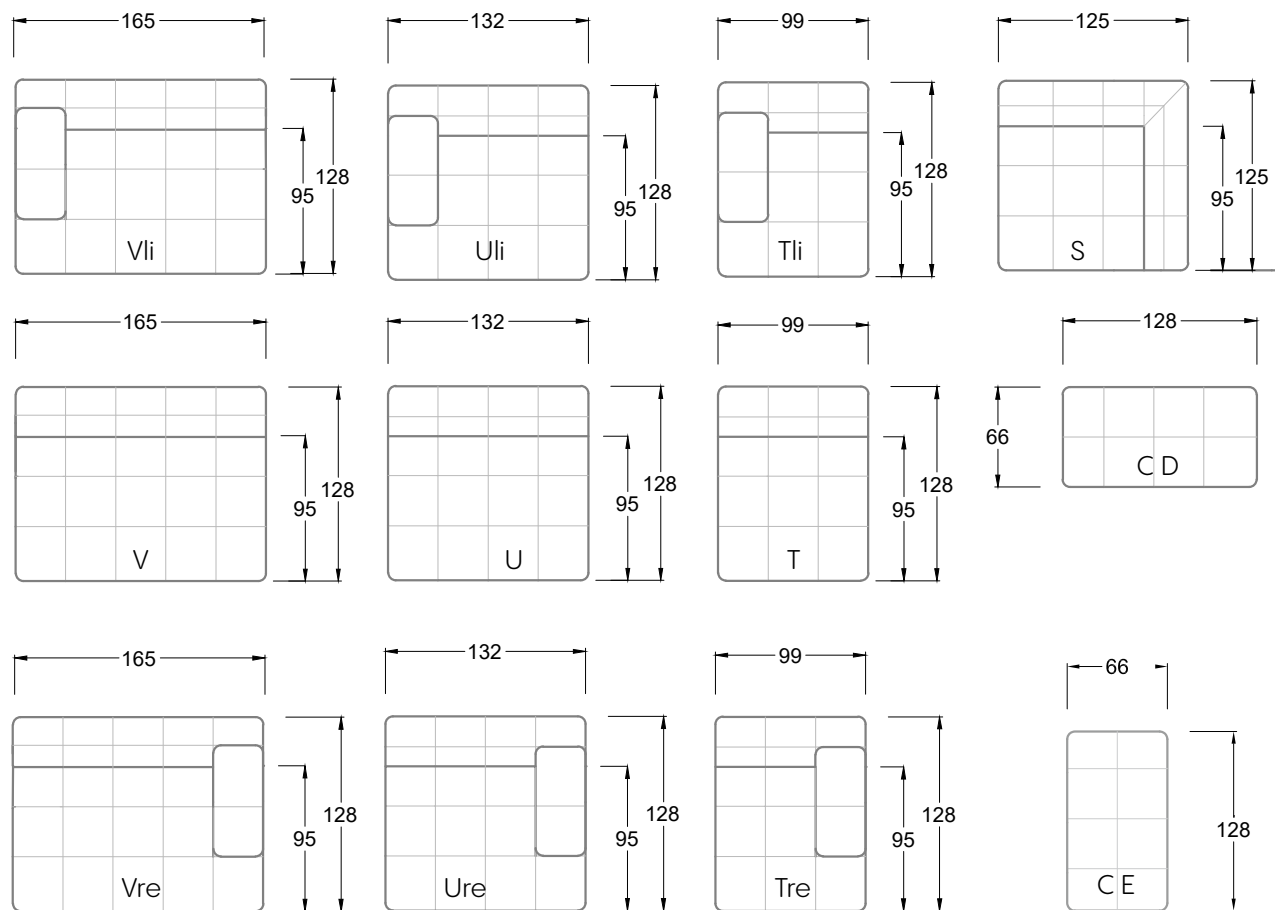 165 132 99 125
128 95 128 95 128 95 125 95
Vli Uli Tli S
165 132 99 128
128 95 128 95 128 95 66
V U T C D
165 132 99 66
128 95 128 95 128 95 128
Vre Ure Tre C E